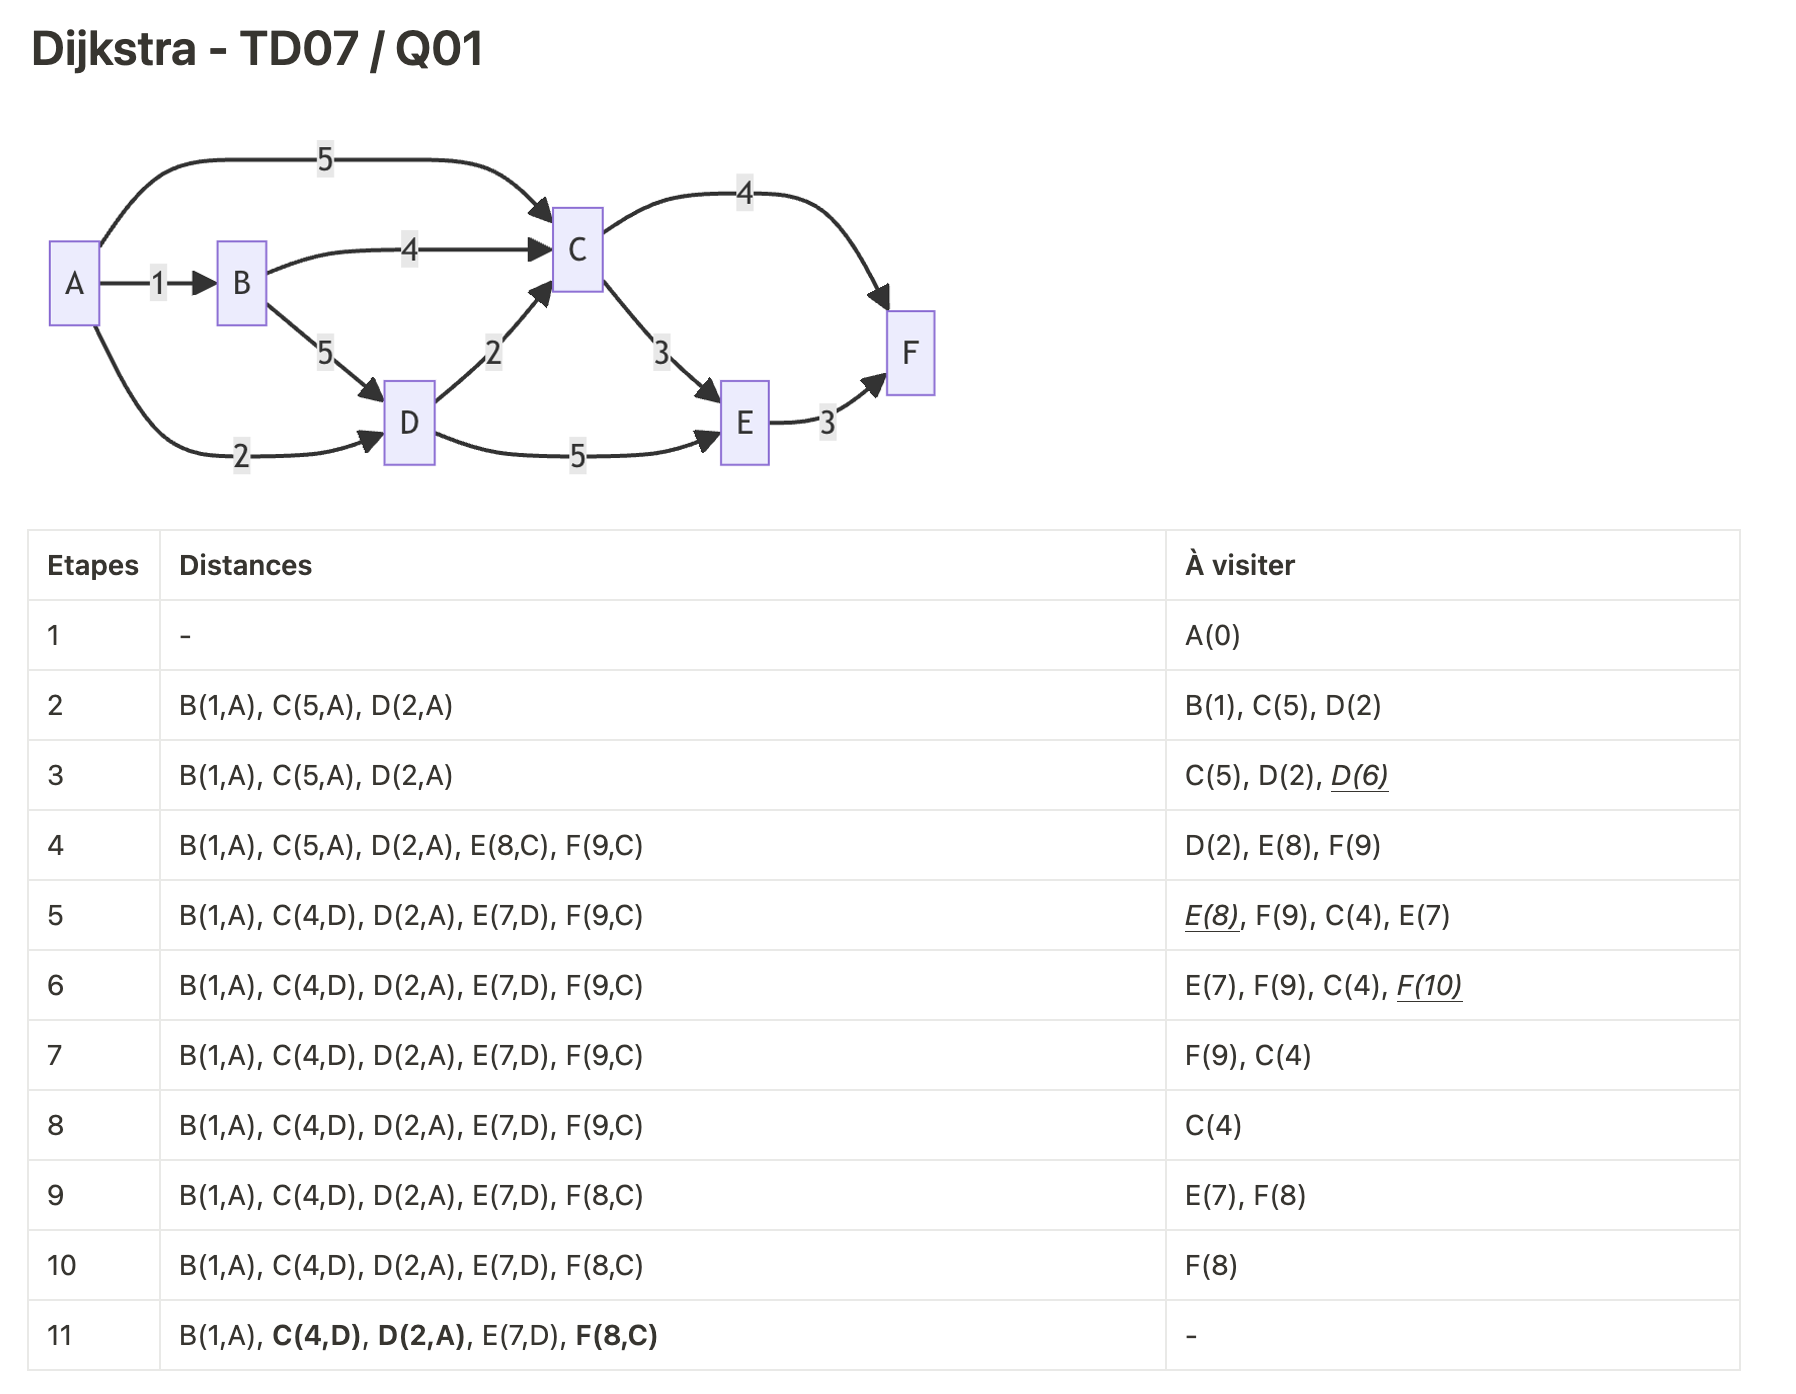 Dijkstra - TD07 / Q01
5
4
4
A
1
B
C
5
2
3
F
D
E
3
2
5
Etapes Distances À visiter
1 - A(0)
2 B(1,A), C(5,A), D(2,A) B(1), C(5), D(2)
3 B(1,A), C(5,A), D(2,A) C(5), D(2), D(6)
4 B(1,A), C(5,A), D(2,A), E(8,C), F(9,C) D(2), E(8), F(9)
5 B(1,A), C(4,D), D(2,A), E(7,D), F(9,C) E(8), F(9), C(4), E(7)
6 B(1,A), C(4,D), D(2,A), E(7,D), F(9,C) E(7), F(9), C(4), F(10)
7 B(1,A), C(4,D), D(2,A), E(7,D), F(9,C) F(9), C(4)
8 B(1,A), C(4,D), D(2,A), E(7,D), F(9,C) C(4)
9 B(1,A), C(4,D), D(2,A), E(7,D), F(8,C) E(7), F(8)
10 B(1,A), C(4,D), D(2,A), E(7,D), F(8,C) F(8)
11 B(1,A), C(4,D), D(2,A), E(7,D), F(8,C) -